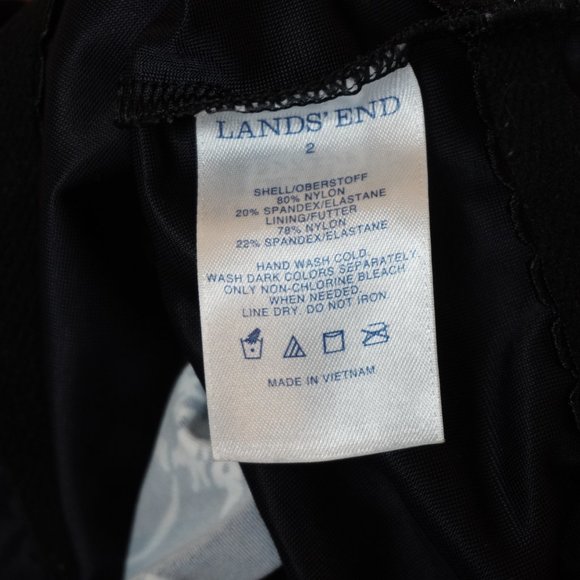 LANDS' END
2
SHELL/OBERSTOFF
80% NYLON
20% SPANDEX/ELASTANE
LINING/FUTTER
78% NYLON
22% SPANDEX/ELASTANE
HAND WASH COLD.
WASH DARK COLORS SEPARATELY.
ONLY NON-CHLORINE BLEACH
WHEN NEEDED.
LINE DRY. DO NOT IRON.
MADE IN VIETNAM